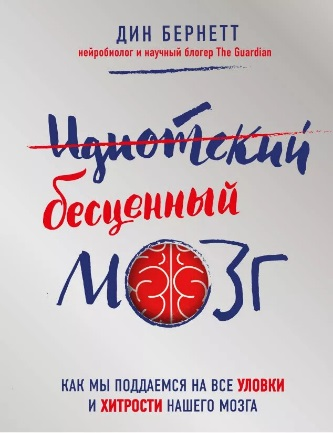 ДИН БЕРНЕТТ
нейробиолог и научный блогер The Guardian
Идиотский
бесценный
МОЗГ
КАК МЫ ПОДДАЕМСЯ НА ВСЕ УЛОВКИ
И ХИТРОСТИ НАШЕГО МОЗГА